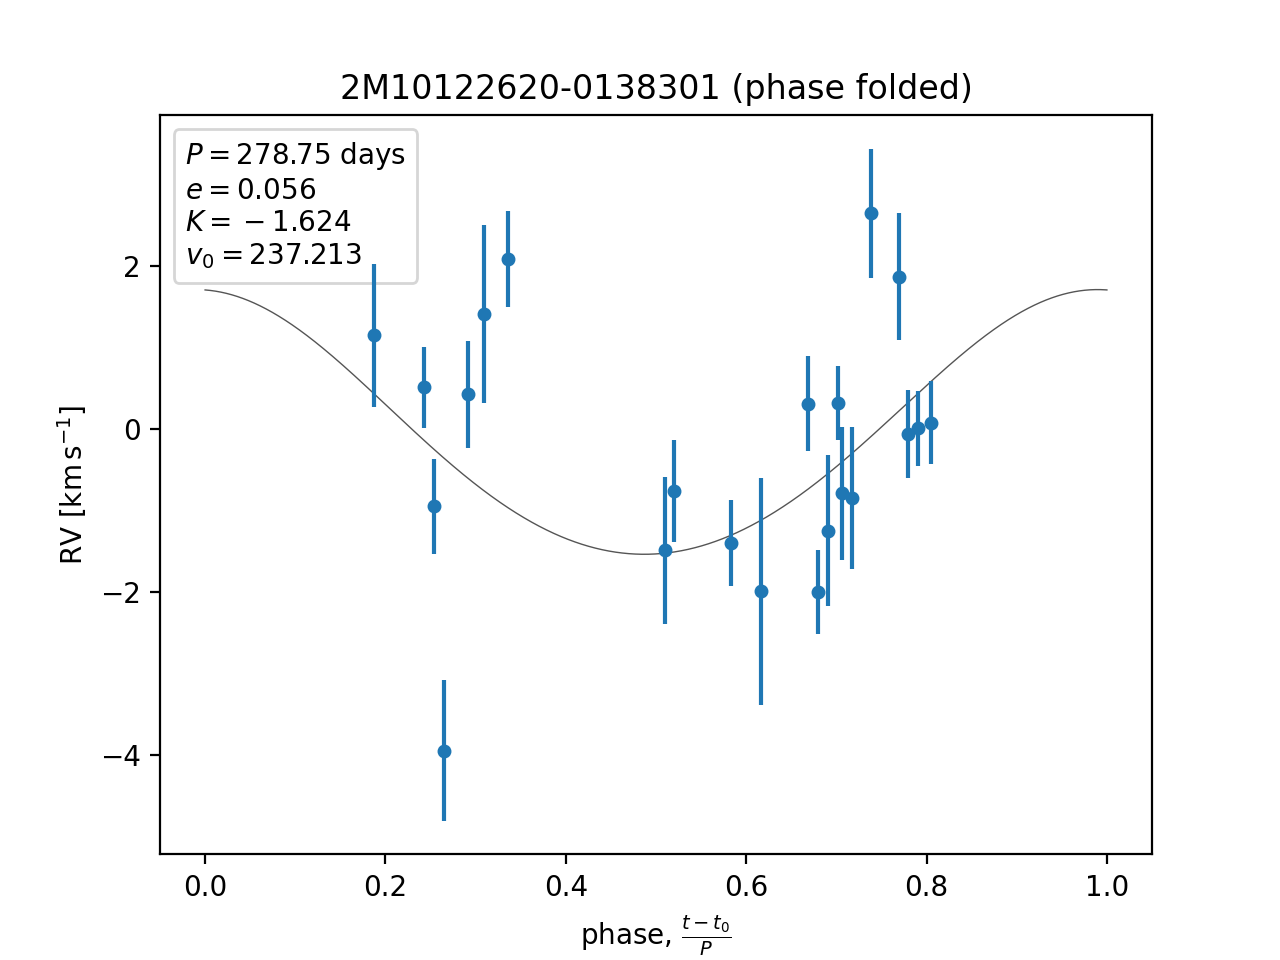 2M10122620-0138301 (phase folded)
P = 278.75 days
e = 0.056
K = −1.624
v₀ = 237.213
2
0
−2
−4
RV [km s⁻¹]
0.0 0.2 0.4 0.6 0.8 1.0
phase, (t − t₀)/P